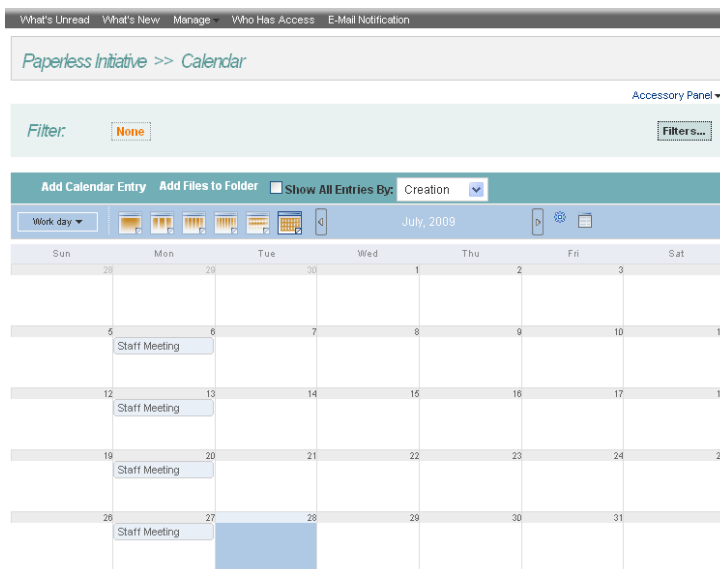 What's Unread What's New Manage Who Has Access E-Mail Notification
Paperless Initiative >> Calendar
Accessory Panel
Filter: None Filters...
Add Calendar Entry Add Files to Folder Show All Entries By: Creation
Work day July, 2009
Sun Mon Tue Wed Thu Fri Sat
28 29 30 1 2 3
5 6 7 8 9 10
Staff Meeting
12 13 14 15 16 17
Staff Meeting
19 20 21 22 23 24
Staff Meeting
26 27 28 29 30 31
Staff Meeting